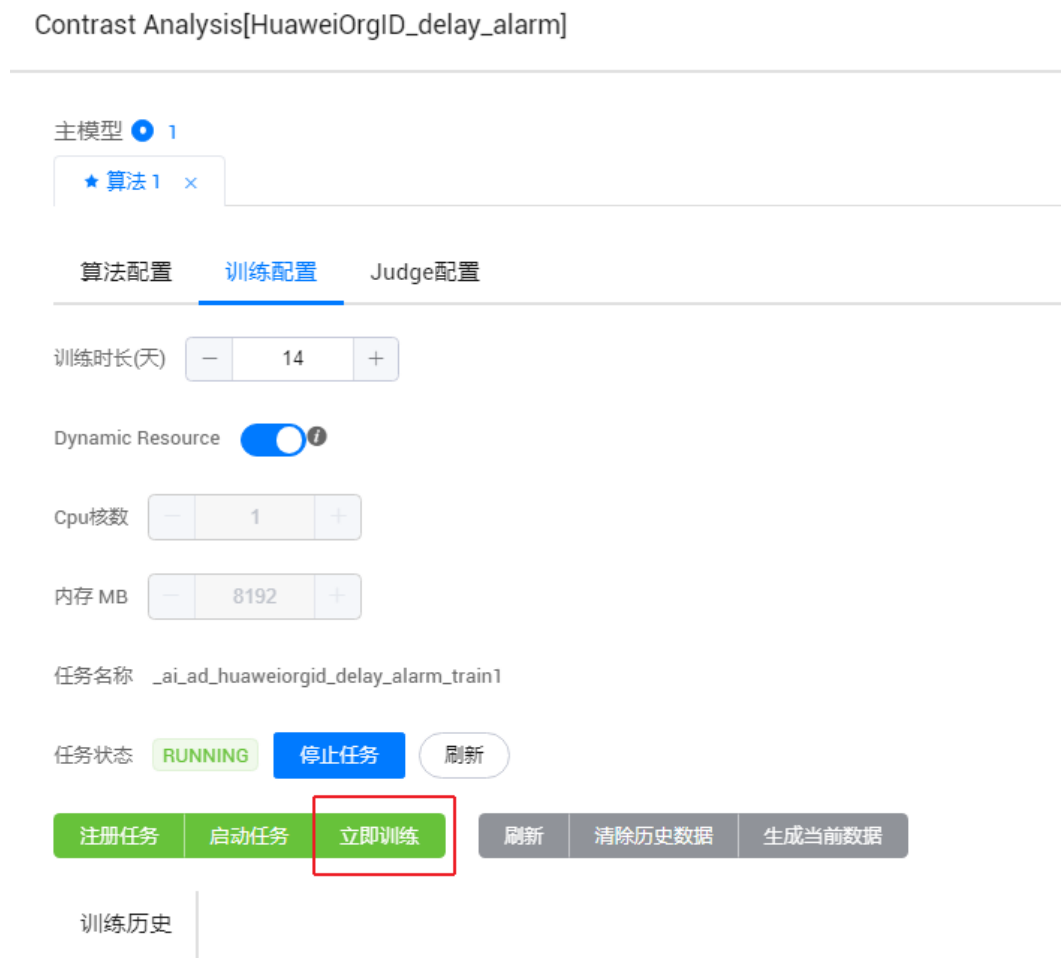 Contrast Analysis[HuaweiOrgID_delay_alarm]
主模型 1
算法 1 ×
算法配置 训练配置 Judge配置
训练时长(天) − 14 +
Dynamic Resource i
Cpu核数 − 1 +
内存 MB − 8192 +
任务名称 _ai_ad_huaweiorgid_delay_alarm_train1
任务状态 RUNNING 停止任务 刷新
注册任务 启动任务 立即训练 刷新 清除历史数据 生成当前数据
训练历史